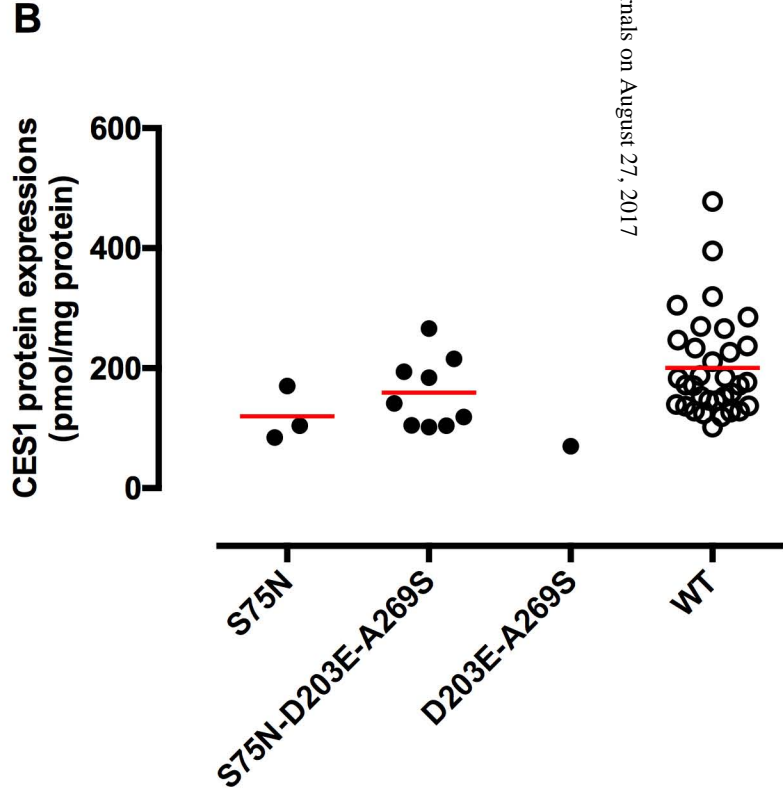 B
rnals on August 27, 2017
CES1 protein expressions
(pmol/mg protein)
600
400
200
0
S75N
S75N-D203E-A269S
D203E-A269S
WT